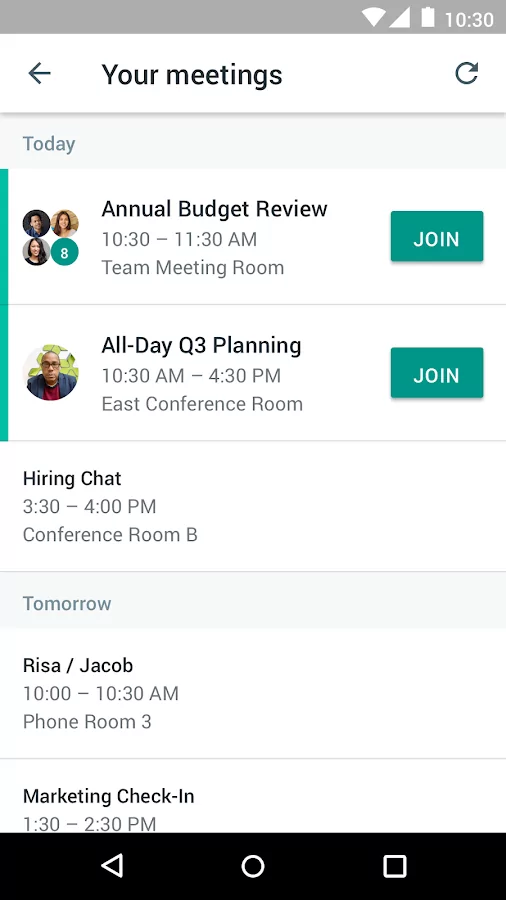 10:30
Your meetings
Today
Annual Budget Review
10:30 – 11:30 AM
Team Meeting Room
8
JOIN
All-Day Q3 Planning
10:30 AM – 4:30 PM
East Conference Room
JOIN
Hiring Chat
3:30 – 4:00 PM
Conference Room B
Tomorrow
Risa / Jacob
10:00 – 10:30 AM
Phone Room 3
Marketing Check-In
1:30 – 2:30 PM